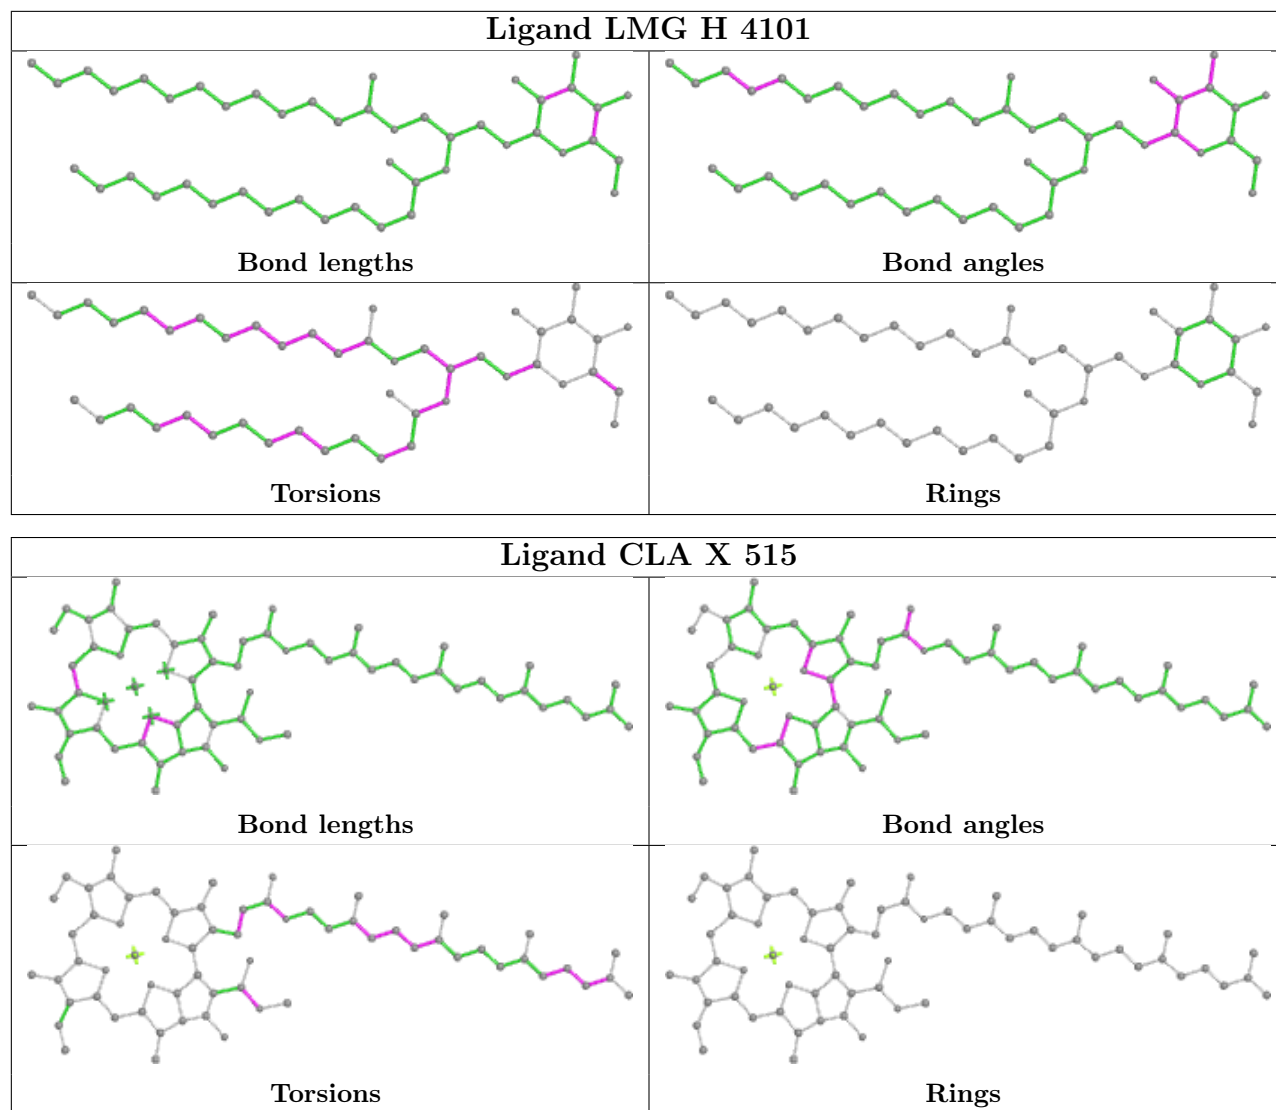 Ligand LMG H 4101
Bond lengths
Bond angles
Torsions
Rings
Ligand CLA X 515
Bond lengths
Bond angles
Torsions
Rings